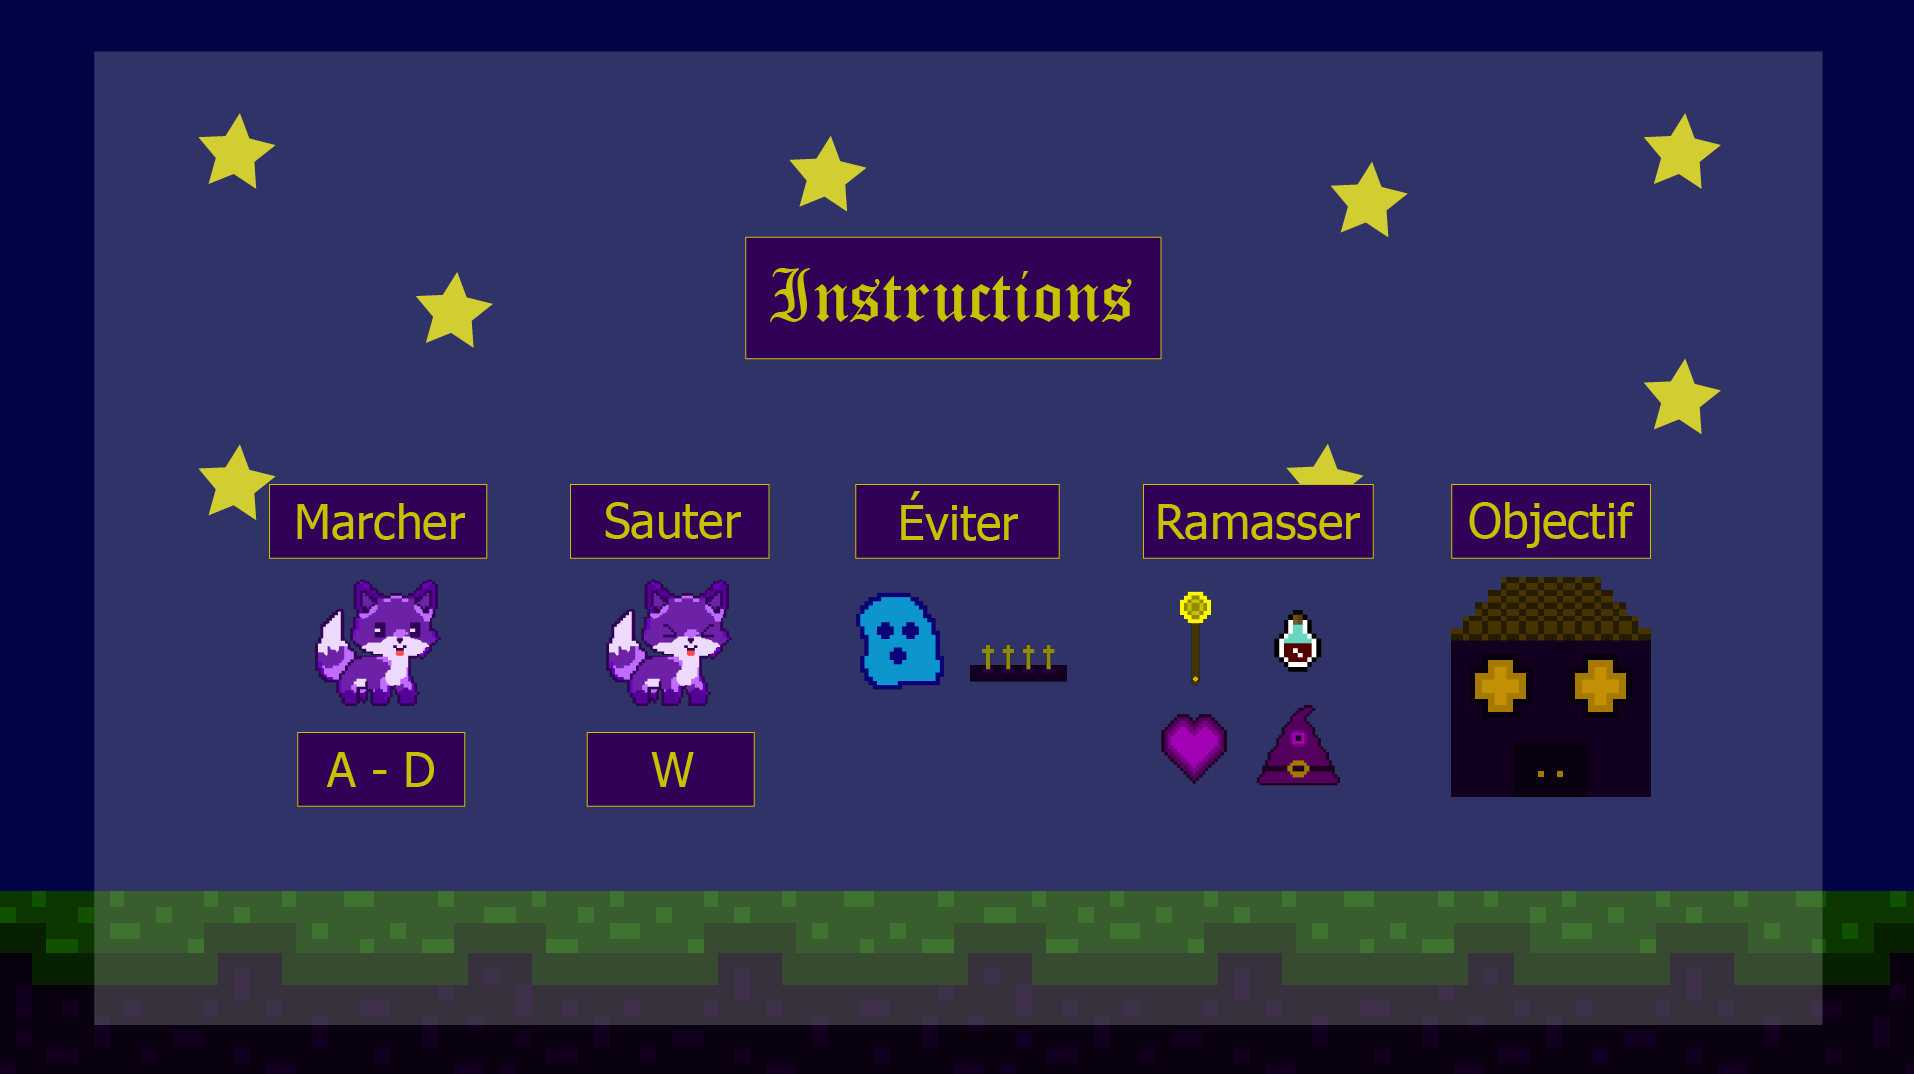 Instructions
Marcher
Sauter
Éviter
Ramasser
Objectif
A - D
W